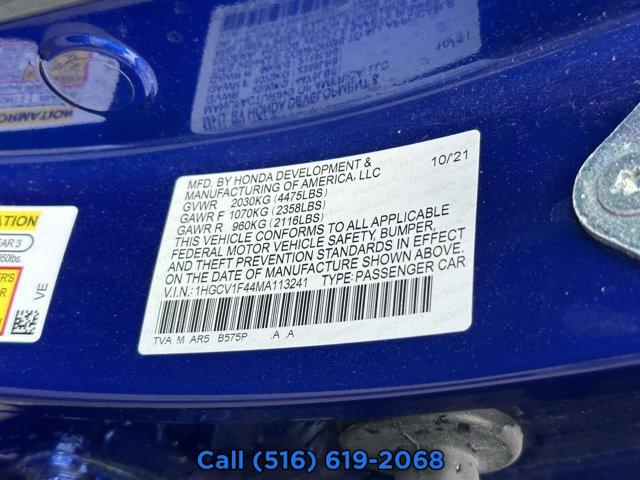 MFD. BY HONDA DEVELOPMENT & 10/'21
MANUFACTURING OF AMERICA, LLC
GVWR 2030KG (4475LBS)
GAWR F 1070KG (2358LBS)
GAWR R 960KG (2116LBS)
THIS VEHICLE CONFORMS TO ALL APPLICABLE
FEDERAL MOTOR VEHICLE SAFETY, BUMPER,
AND THEFT PREVENTION STANDARDS IN EFFECT
ON THE DATE OF MANUFACTURE SHOWN ABOVE.
V.I.N.: 1HGCV1F44MA113241 TYPE: PASSENGER CAR
TVA M AR5 B575P .A .A
VE
Call (516) 619-2068